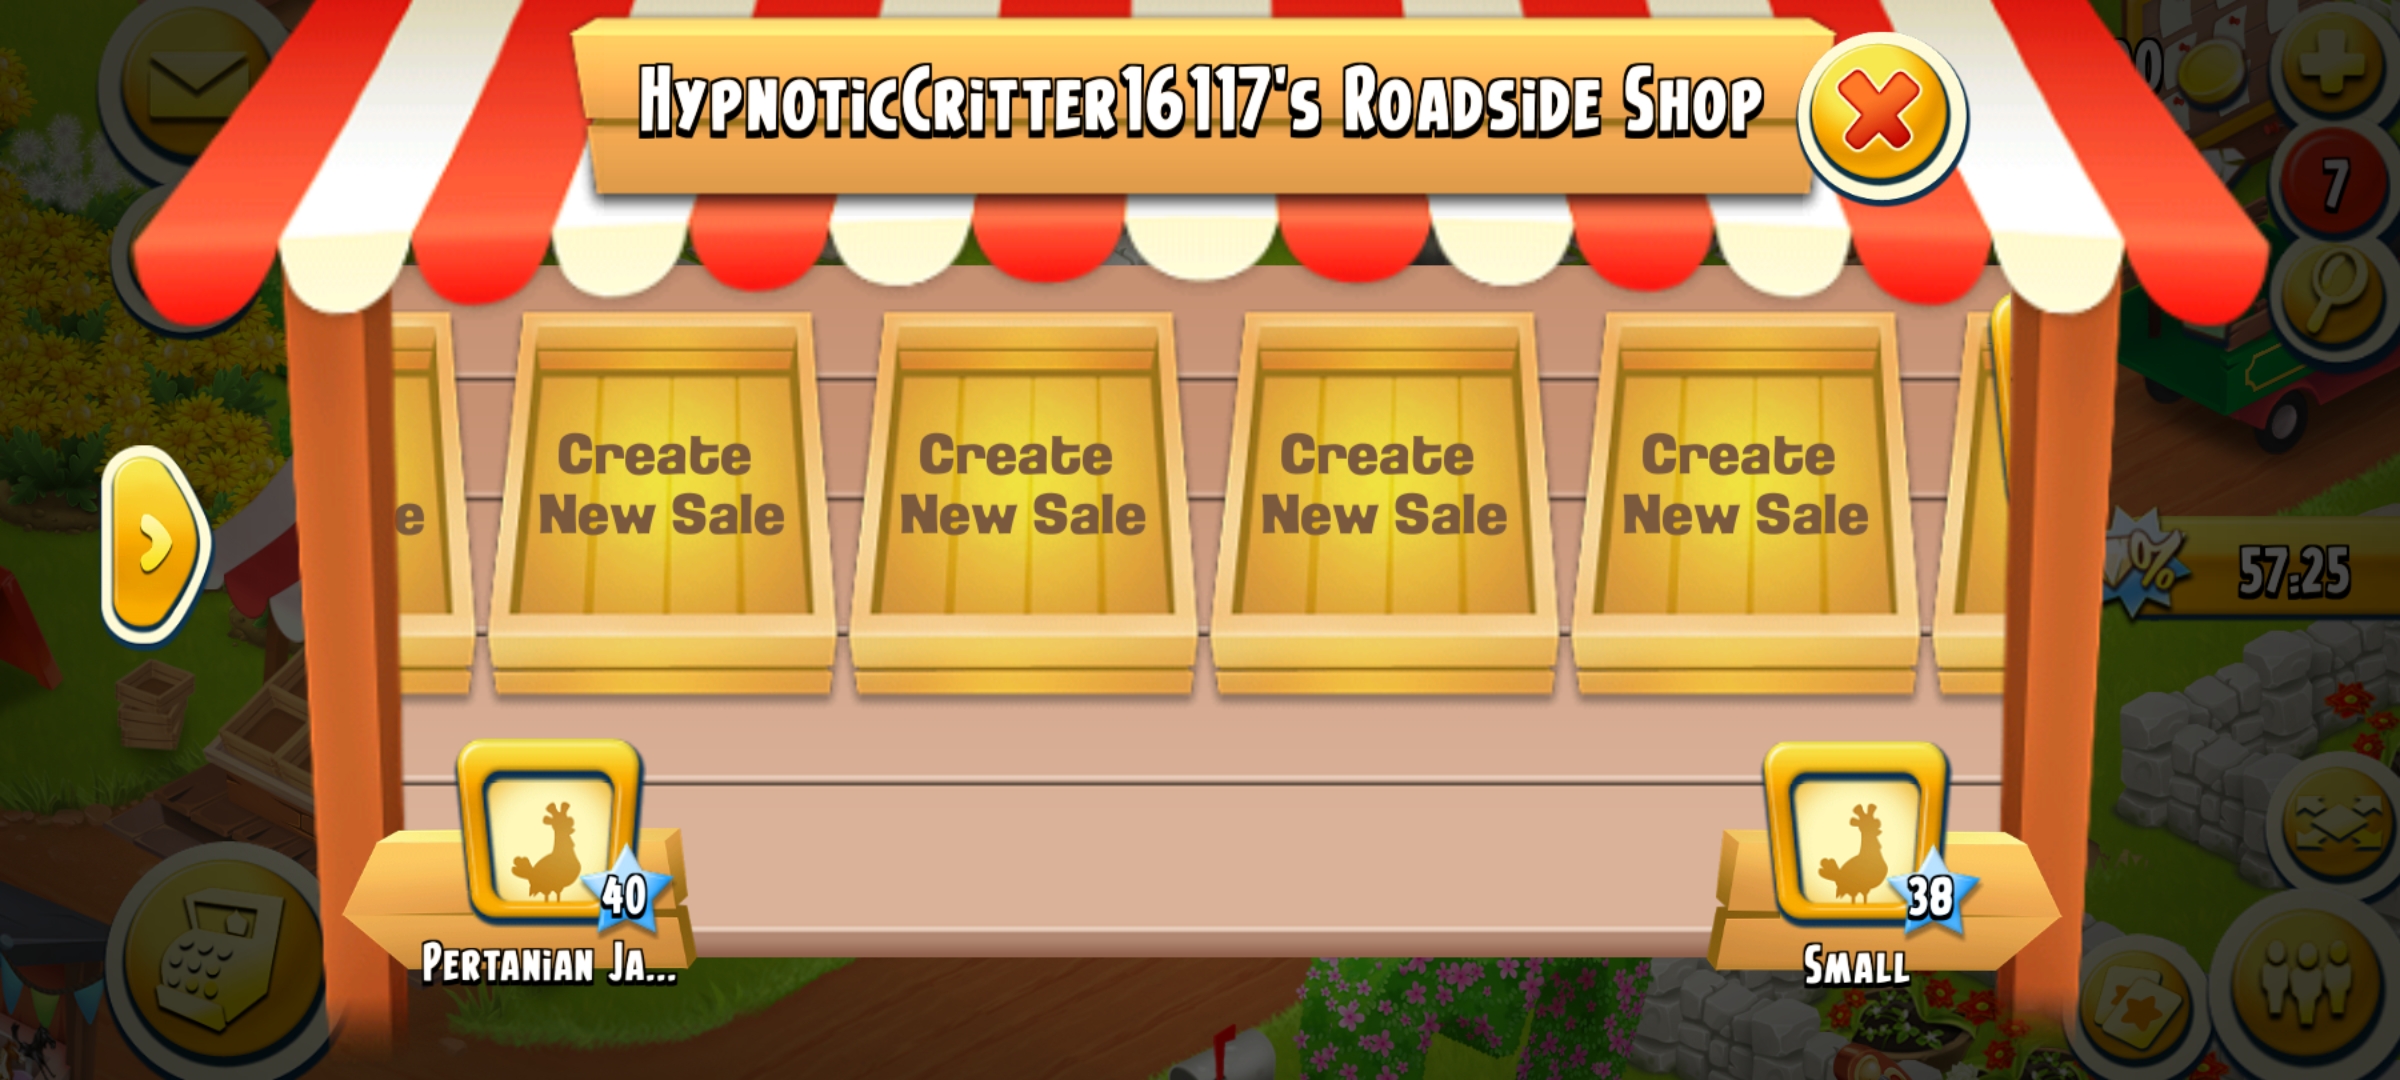 HypnoticCritter16117's Roadside Shop
7
Create
New Sale
Create
New Sale
Create
New Sale
Create
New Sale
e
57:25
40
Pertanian Ja...
38
Small